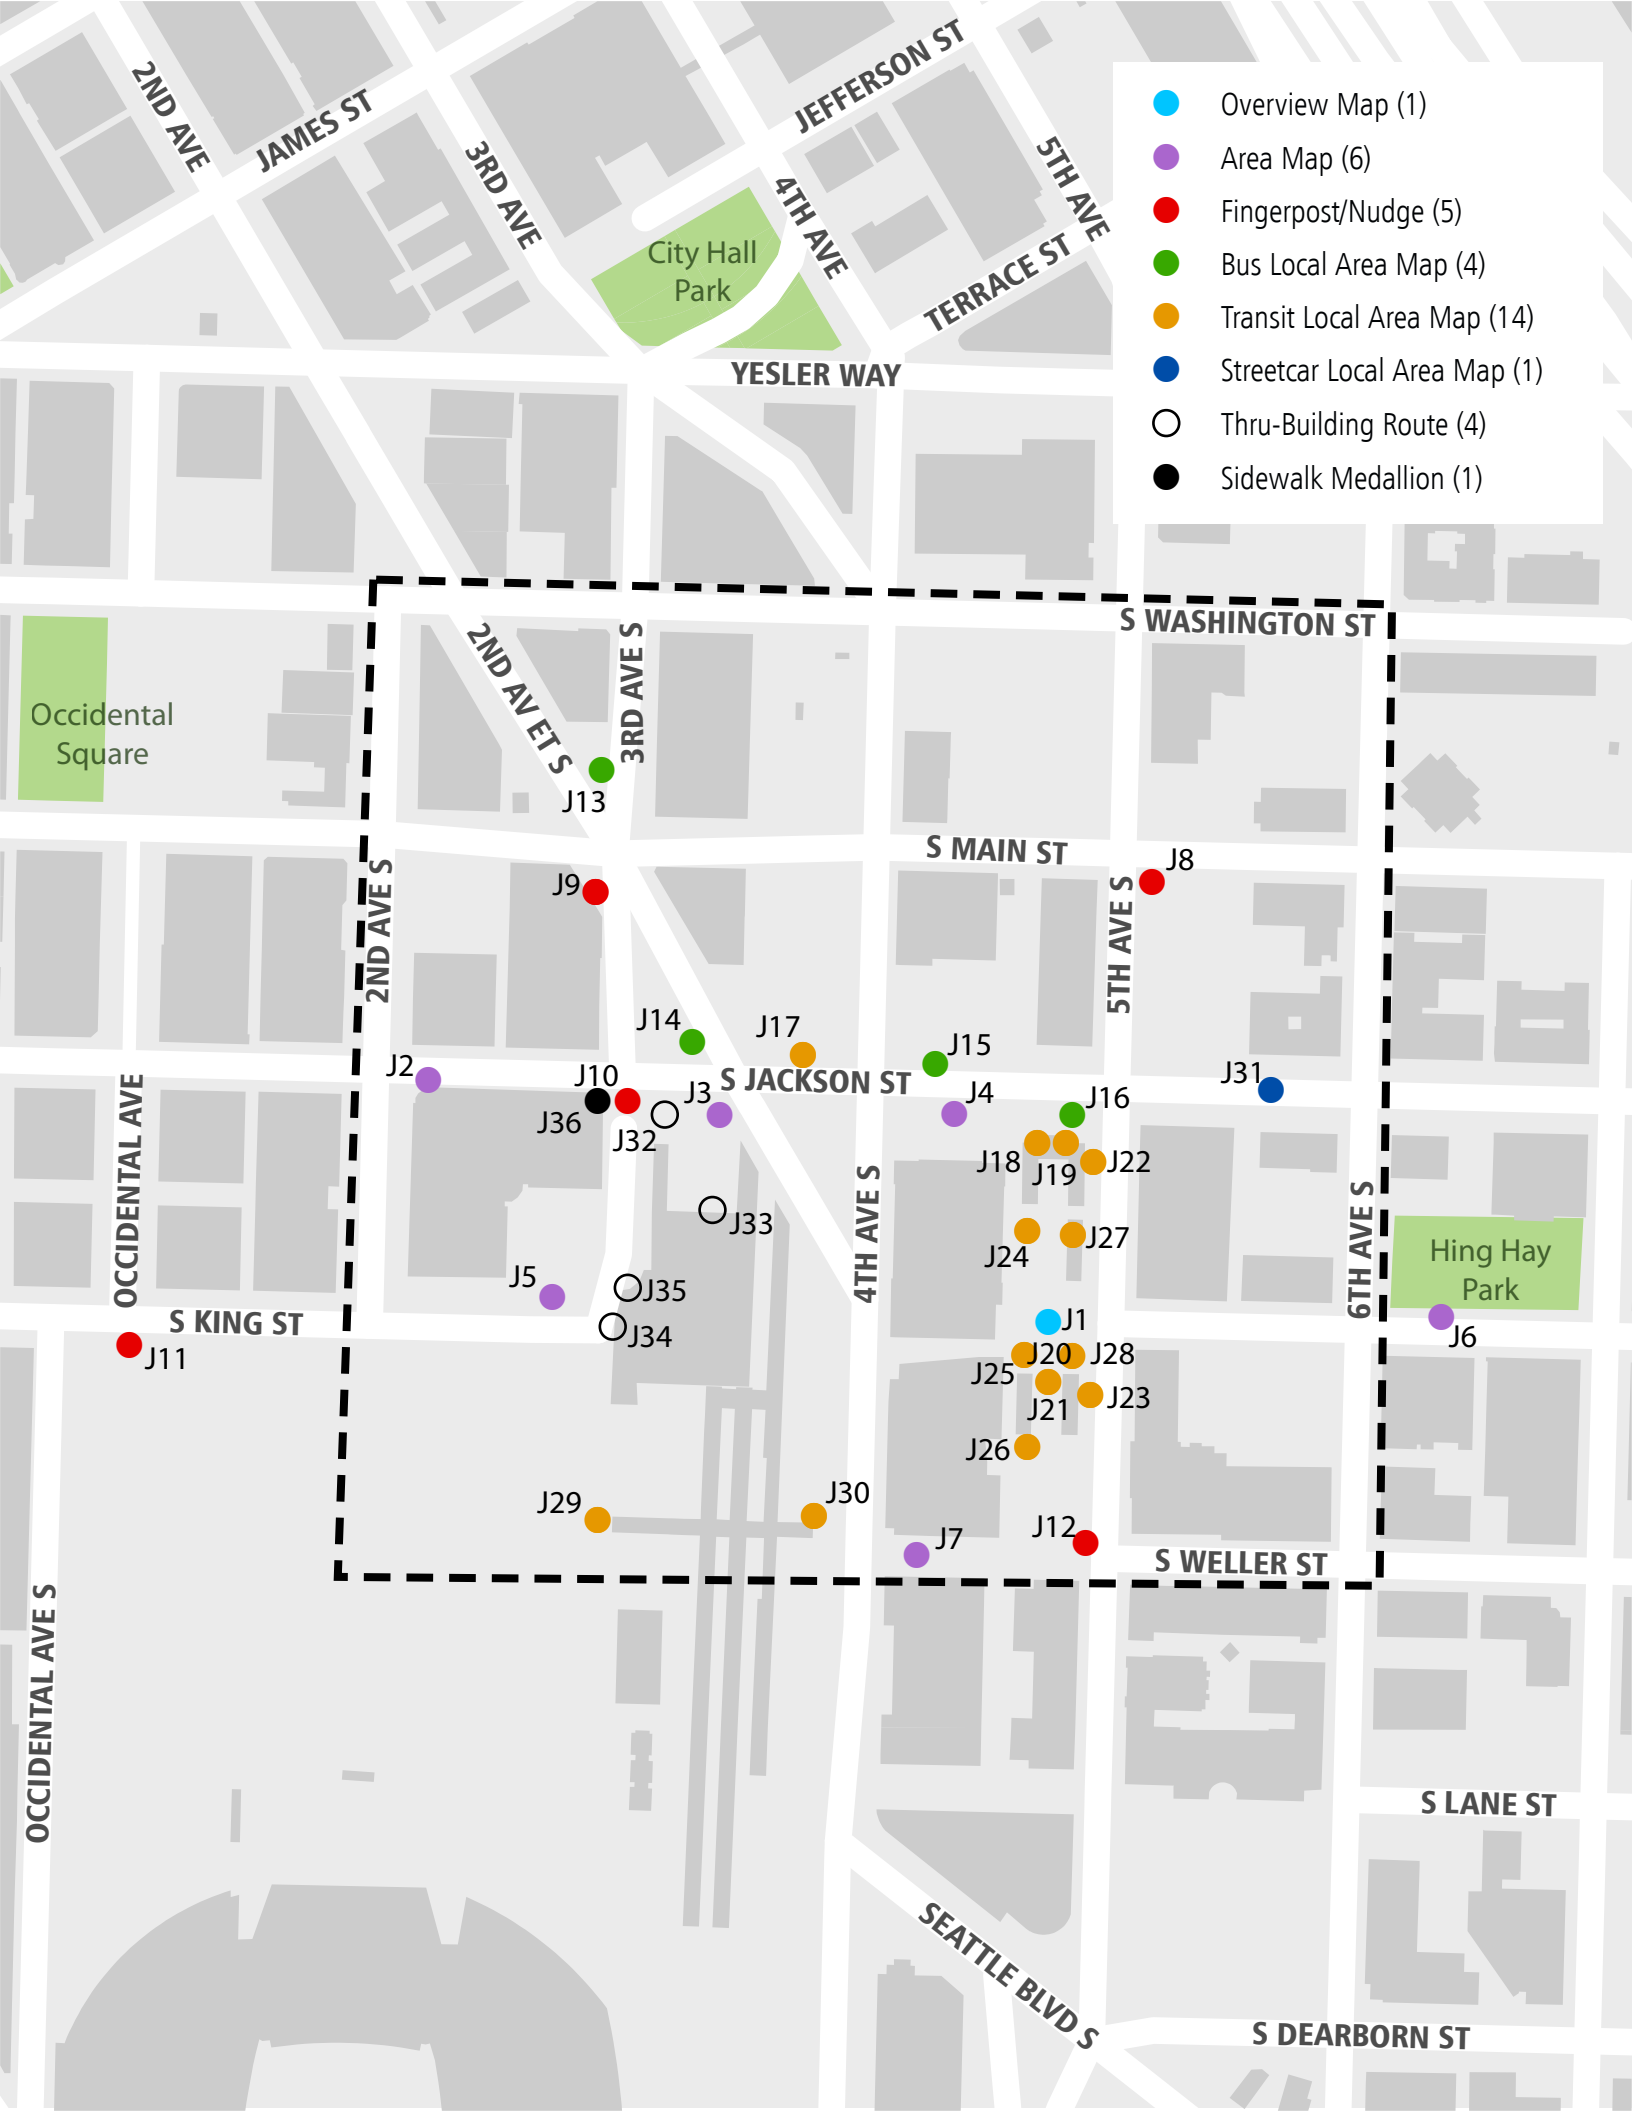 2ND AVE
JAMES ST
3RD AVE
JEFFERSON ST
4TH AVE
5TH AVE
TERRACE ST
City Hall
Park
YESLER WAY
Overview Map (1)
Area Map (6)
Fingerpost/Nudge (5)
Bus Local Area Map (4)
Transit Local Area Map (14)
Streetcar Local Area Map (1)
Thru-Building Route (4)
Sidewalk Medallion (1)
S WASHINGTON ST
2ND AV ET S
3RD AVE S
Occidental
Square
J13
S MAIN ST
J8
J9
2ND AVE S
5TH AVE S
J14
J17
J15
J2
J10
J3
S JACKSON ST
J4
J16
J31
J36
J32
J18
J19
J22
OCCIDENTAL AVE
4TH AVE S
6TH AVE S
J33
J24
J27
Hing Hay
Park
J5
J35
J34
J1
J6
S KING ST
J11
J20
J28
J25
J21
J23
J26
J29
J30
J7
J12
S WELLER ST
OCCIDENTAL AVE S
S LANE ST
SEATTLE BLVD S
S DEARBORN ST